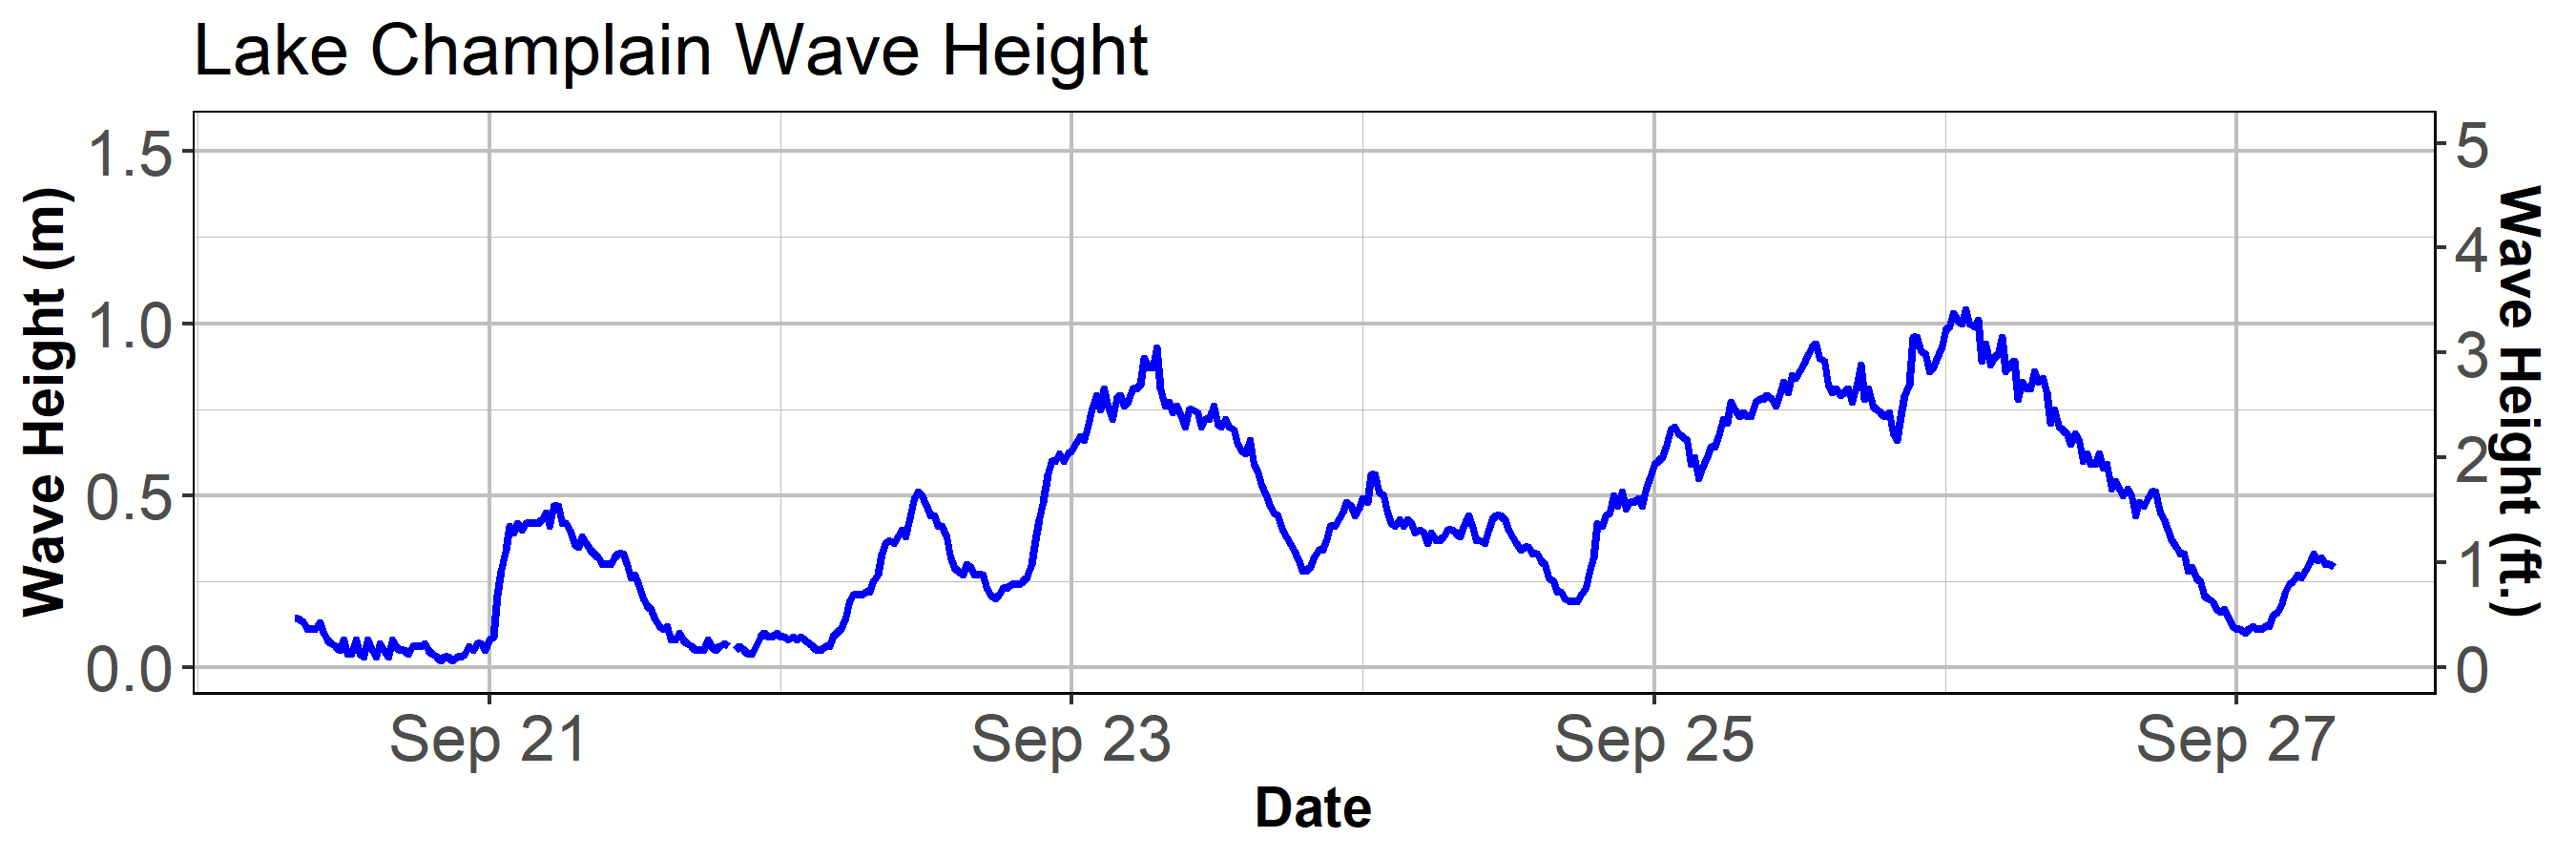 Lake Champlain Wave Height
Wave Height (m)
1.5
1.0
0.5
0.0
5
4
3
2
1
0
Wave Height (ft.)
Sep 21
Sep 23
Sep 25
Sep 27
Date